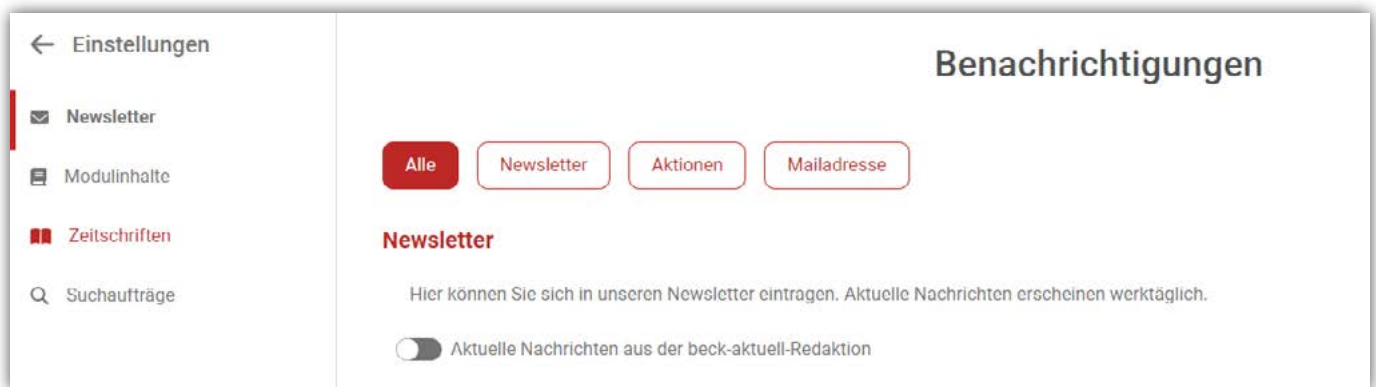 Einstellungen
Newsletter
Modulinhalte
Zeitschriften
Suchaufträge
Benachrichtigungen
Alle
Newsletter
Aktionen
Mailadresse
Newsletter
Hier können Sie sich in unseren Newsletter eintragen. Aktuelle Nachrichten erscheinen werktäglich.
Aktuelle Nachrichten aus der beck-aktuell-Redaktion